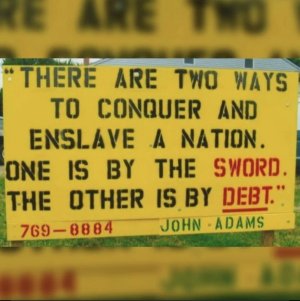 "THERE ARE TWO WAYS
TO CONQUER AND
ENSLAVE A NATION.
ONE IS BY THE SWORD.
THE OTHER IS BY DEBT."
769-8884 JOHN ADAMS